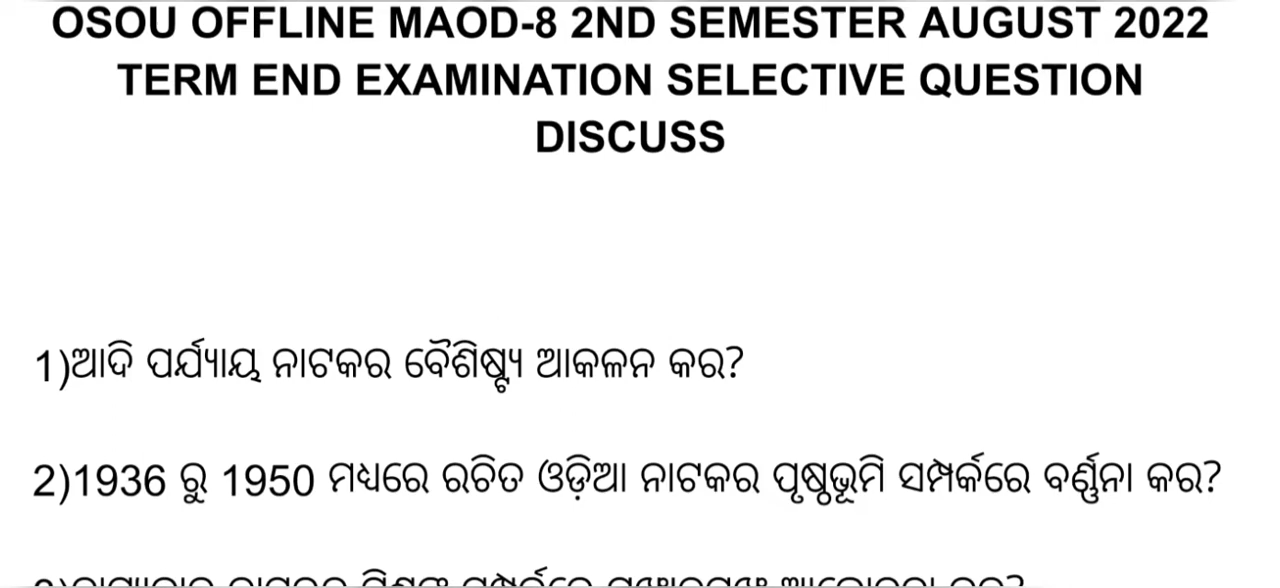 OSOU OFFLINE MAOD-8 2ND SEMESTER AUGUST 2022
TERM END EXAMINATION SELECTIVE QUESTION
DISCUSS
1)ଆଦି ପର୍ଯ୍ୟାୟ ନାଟକର ବୈଶିଷ୍ଟ୍ୟ ଆକଳନ କର?
2)1936 ରୁ 1950 ମଧ୍ୟରେ ରଚିତ ଓଡ଼ିଆ ନାଟକର ପୃଷ୍ଠଭୂମି ସମ୍ପର୍କରେ ବର୍ଣ୍ଣନା କର?